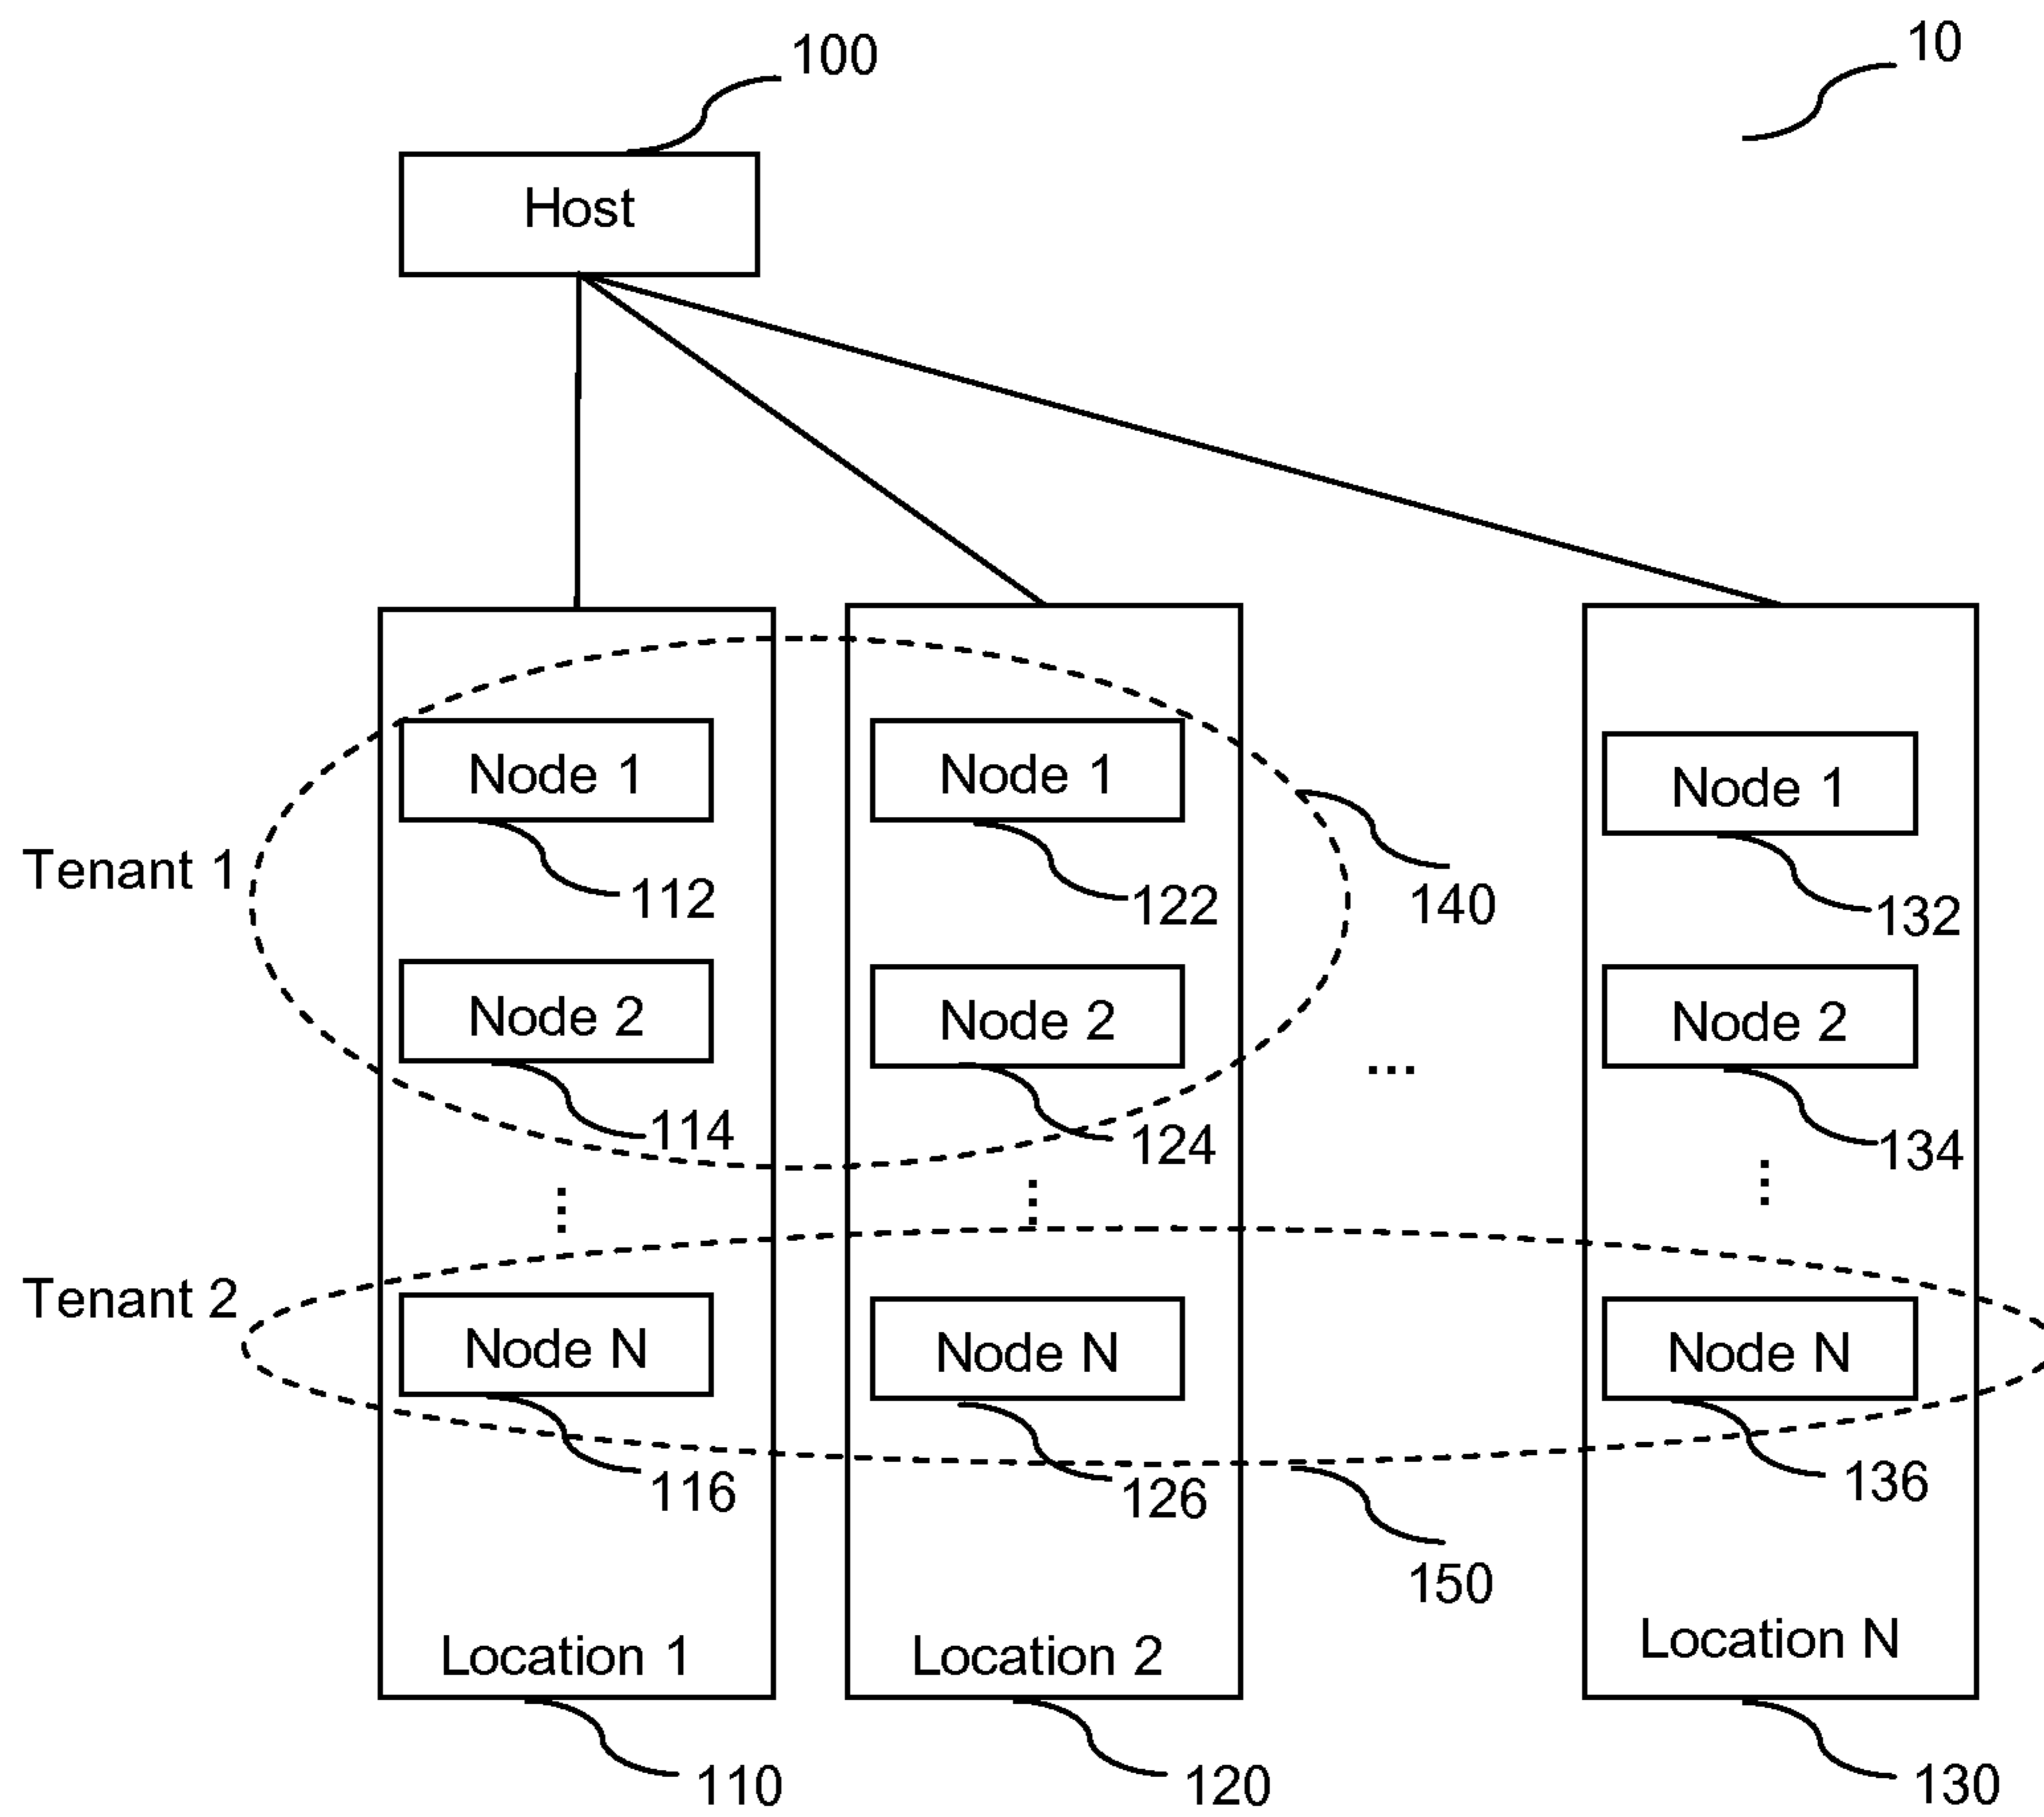 100
10
Host
Node 1
Node 1
Node 1
Tenant 1
112
122
140
132
Node 2
Node 2
Node 2
...
114
124
134
...
...
...
Tenant 2
Node N
Node N
Node N
116
126
136
150
Location 1
Location 2
Location N
110
120
130